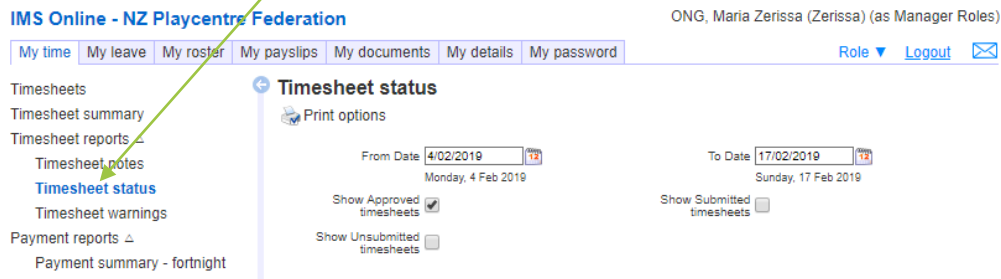 IMS Online - NZ Playcentre Federation
ONG, Maria Zerissa (Zerissa) (as Manager Roles)
My time My leave My roster My payslips My documents My details My password
Role ▼ Logout
Timesheets
Timesheet summary
Timesheet reports △
Timesheet notes
Timesheet status
Timesheet warnings
Payment reports △
Payment summary - fortnight
Timesheet status
Print options
From Date 4/02/2019 12
Monday, 4 Feb 2019
To Date 17/02/2019 12
Sunday, 17 Feb 2019
Show Approved
timesheets
Show Submitted
timesheets
Show Unsubmitted
timesheets